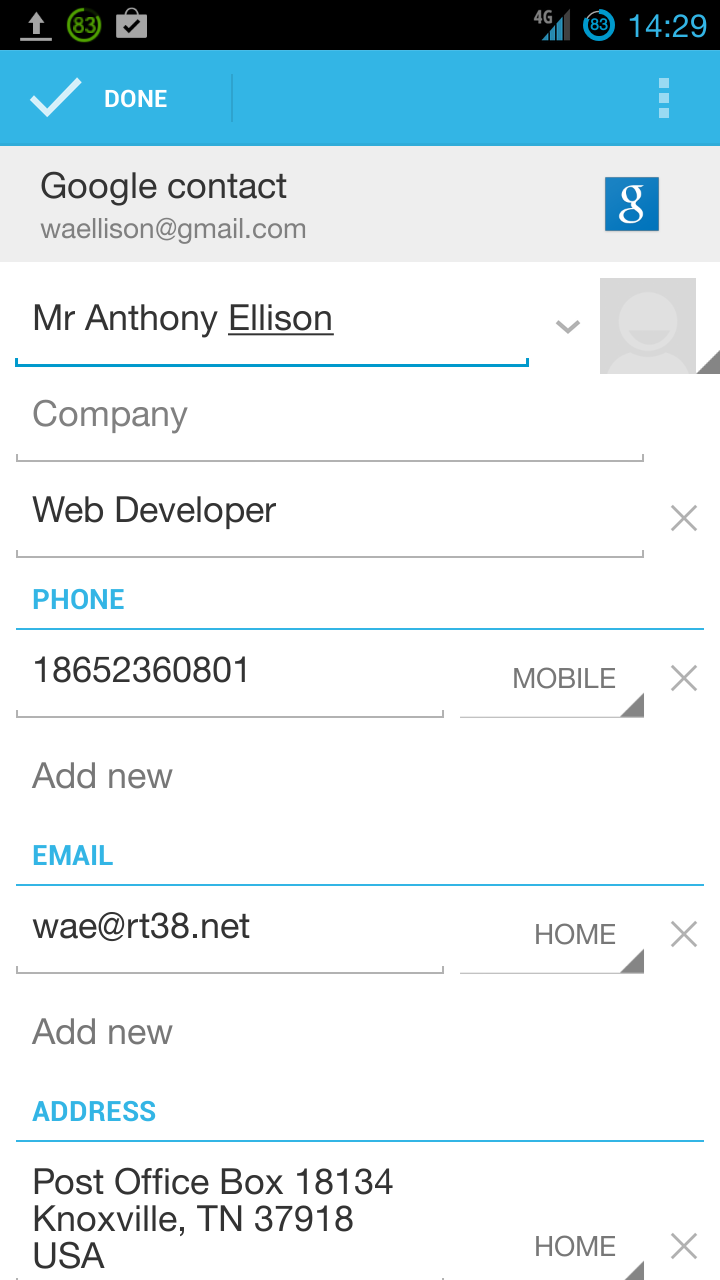 83
4G
83
14:29
DONE
Google contact
waellison@gmail.com
g
Mr Anthony Ellison
Company
Web Developer
PHONE
18652360801
MOBILE
Add new
EMAIL
wae@rt38.net
HOME
Add new
ADDRESS
Post Office Box 18134
Knoxville, TN 37918
USA
HOME